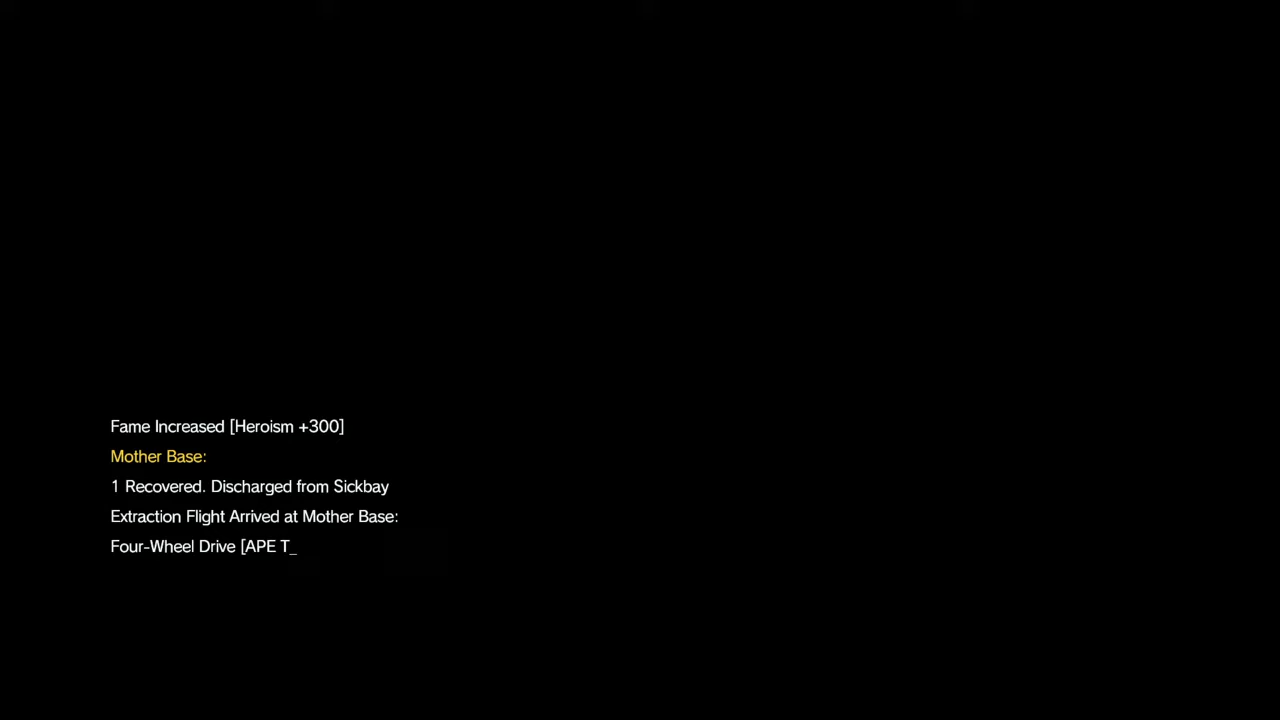 Fame Increased [Heroism +300]
Mother Base:
1 Recovered. Discharged from Sickbay
Extraction Flight Arrived at Mother Base:
Four-Wheel Drive [APE T_